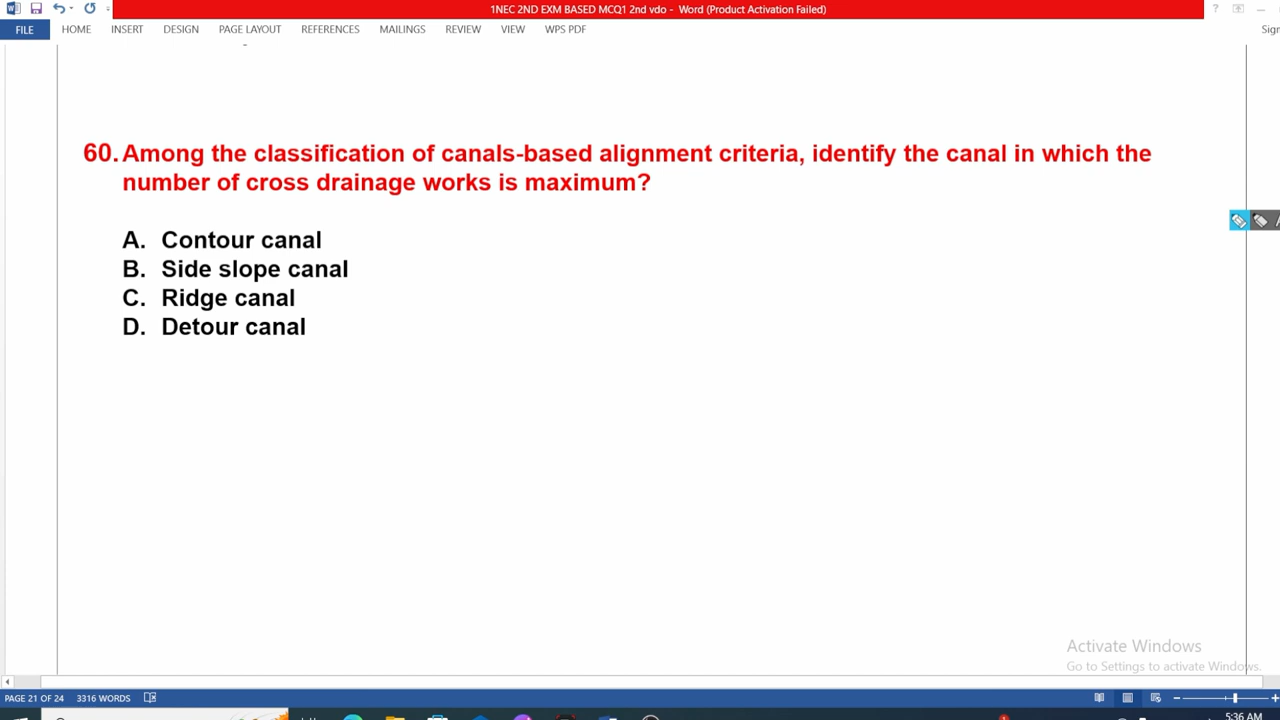 1NEC 2ND EXM BASED MCQ1 2nd vdo - Word (Product Activation Failed)
FILE HOME INSERT DESIGN PAGE LAYOUT REFERENCES MAILINGS REVIEW VIEW WPS PDF
60. Among the classification of canals-based alignment criteria, identify the canal in which the
number of cross drainage works is maximum?
A. Contour canal
B. Side slope canal
C. Ridge canal
D. Detour canal
Activate Windows
Go to Settings to activate Windows.
PAGE 21 OF 24 3316 WORDS
5:36 AM